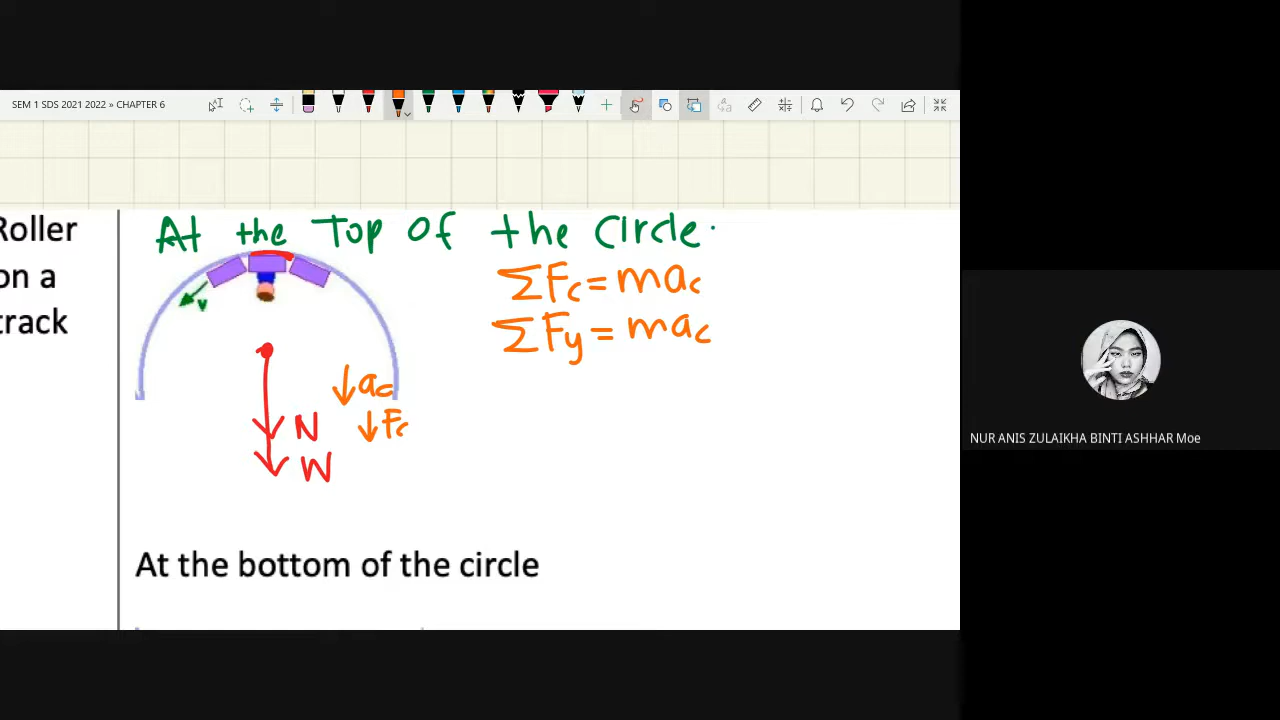 SEM 1 SDS 2021 2022 » CHAPTER 6
Roller
on a
track
At the Top Of the Circle.
v
ΣFc = mac
ΣFy = mac
↓ac
↓Fc
N
W
At the bottom of the circle
NUR ANIS ZULAIKHA BINTI ASHHAR Moe